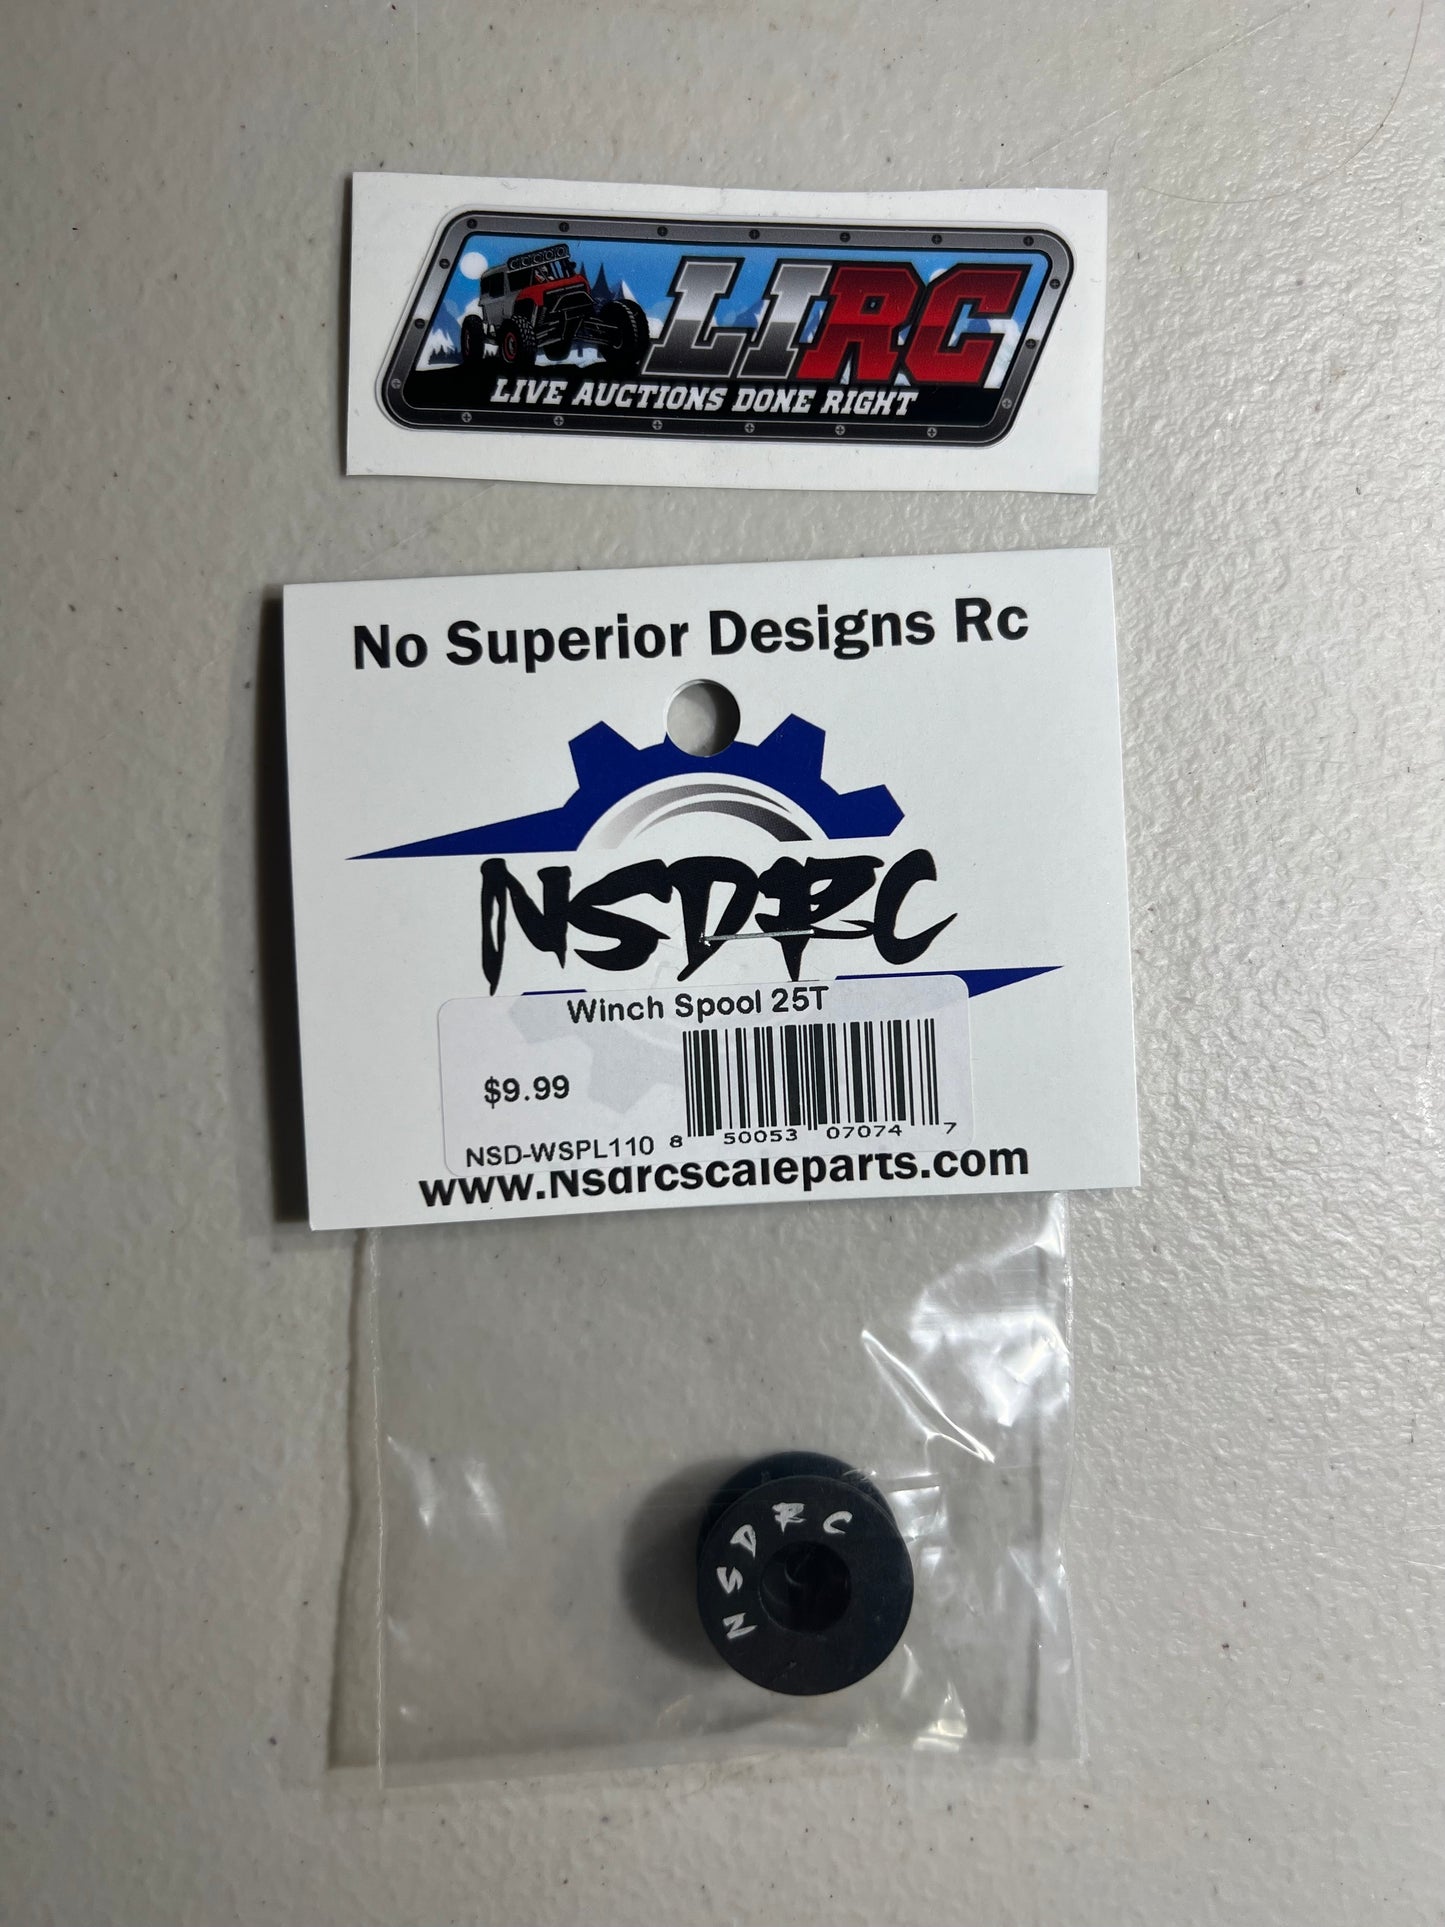 LIRC
LIVE AUCTIONS DONE RIGHT
No Superior Designs Rc
NSDRC
Winch Spool 25T
$9.99
NSD-WSPL110
8 50053 07074 7
www.Nsdrcscaleparts.com
NSDRC